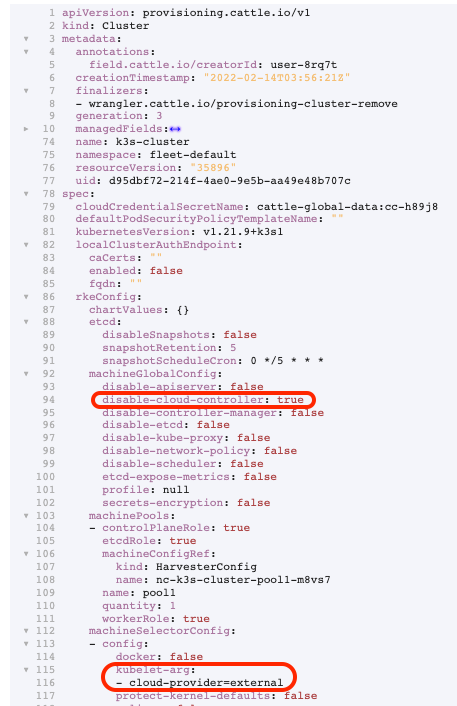 1 apiVersion: provisioning.cattle.io/v1
2 kind: Cluster
3 metadata:
4 annotations:
5 field.cattle.io/creatorId: user-8rq7t
6 creationTimestamp: "2022-02-14T03:56:21Z"
7 finalizers:
8 - wrangler.cattle.io/provisioning-cluster-remove
9 generation: 3
10 managedFields:
74 name: k3s-cluster
75 namespace: fleet-default
76 resourceVersion: "35896"
77 uid: d95dbf72-214f-4ae0-9e5b-aa49e48b707c
78 spec:
79 cloudCredentialSecretName: cattle-global-data:cc-h89j8
80 defaultPodSecurityPolicyTemplateName: ""
81 kubernetesVersion: v1.21.9+k3s1
82 localClusterAuthEndpoint:
83 caCerts: ""
84 enabled: false
85 fqdn: ""
86 rkeConfig:
87 chartValues: {}
88 etcd:
89 disableSnapshots: false
90 snapshotRetention: 5
91 snapshotScheduleCron: 0 */5 * * *
92 machineGlobalConfig:
93 disable-apiserver: false
94 disable-cloud-controller: true
95 disable-controller-manager: false
96 disable-etcd: false
97 disable-kube-proxy: false
98 disable-network-policy: false
99 disable-scheduler: false
100 etcd-expose-metrics: false
101 profile: null
102 secrets-encryption: false
103 machinePools:
104 - controlPlaneRole: true
105 etcdRole: true
106 machineConfigRef:
107 kind: HarvesterConfig
108 name: nc-k3s-cluster-pool1-m8vs7
109 name: pool1
110 quantity: 1
111 workerRole: true
112 machineSelectorConfig:
113 - config:
114 docker: false
115 kubelet-arg:
116 - cloud-provider=external
117 protect-kernel-defaults: false